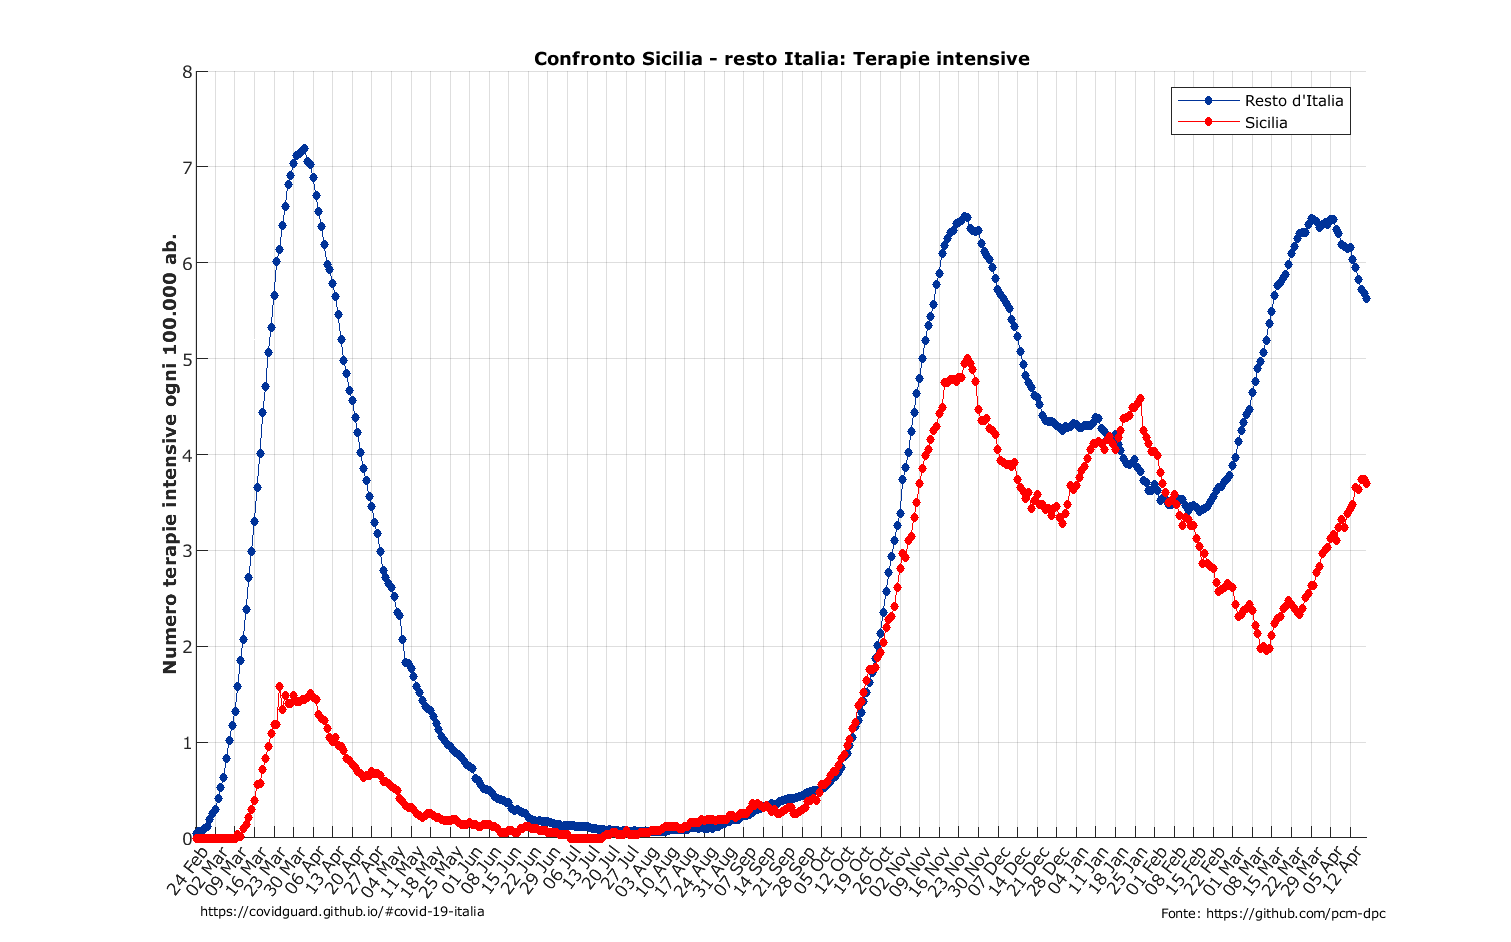 Confronto Sicilia - resto Italia: Terapie intensive
Resto d'Italia
Sicilia
Numero terapie intensive ogni 100.000 ab.
8
7
6
5
4
3
2
1
0
24 Feb
02 Mar
09 Mar
16 Mar
23 Mar
30 Mar
06 Apr
13 Apr
20 Apr
27 Apr
04 May
11 May
18 May
25 May
01 Jun
08 Jun
15 Jun
22 Jun
29 Jun
06 Jul
13 Jul
20 Jul
27 Jul
03 Aug
10 Aug
17 Aug
24 Aug
31 Aug
07 Sep
14 Sep
21 Sep
28 Sep
05 Oct
12 Oct
19 Oct
26 Oct
02 Nov
09 Nov
16 Nov
23 Nov
30 Nov
07 Dec
14 Dec
21 Dec
28 Dec
04 Jan
11 Jan
18 Jan
25 Jan
01 Feb
08 Feb
15 Feb
22 Feb
01 Mar
08 Mar
15 Mar
22 Mar
29 Mar
05 Apr
12 Apr
https://covidguard.github.io/#covid-19-italia
Fonte: https://github.com/pcm-dpc